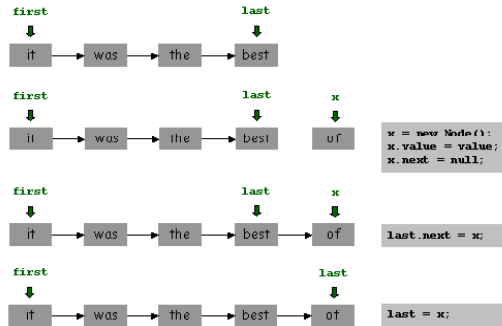 first last
it was the best
first last x
it was the best of
x = new Node();
x.value = value;
x.next = null;
first last x
it was the best of
last.next = x;
first last
it was the best of
last = x;